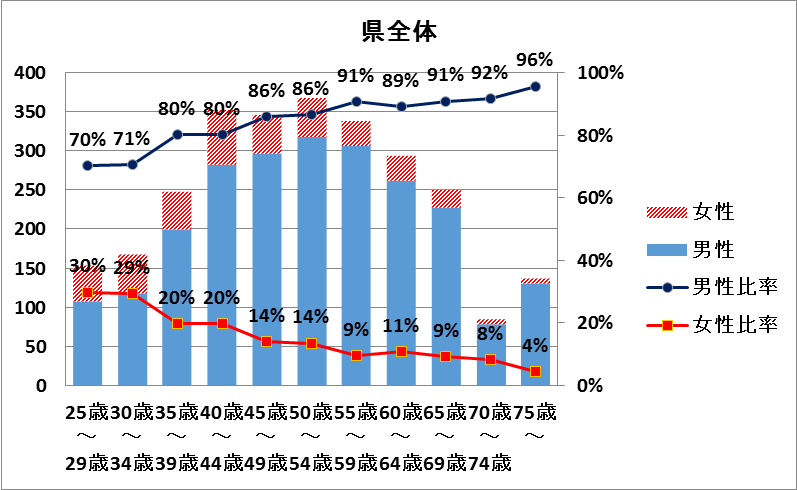 県全体
400
350
300
250
200
150
100
50
0
100%
80%
60%
40%
20%
0%
70% 71% 80% 80% 86% 86% 91% 89% 91% 92% 96%
30% 29% 20% 20% 14% 14% 9% 11% 9% 8% 4%
25歳 30歳 35歳 40歳 45歳 50歳 55歳 60歳 65歳 70歳 75歳
～ ～ ～ ～ ～ ～ ～ ～ ～ ～ ～
29歳 34歳 39歳 44歳 49歳 54歳 59歳 64歳 69歳 74歳
女性
男性
男性比率
女性比率